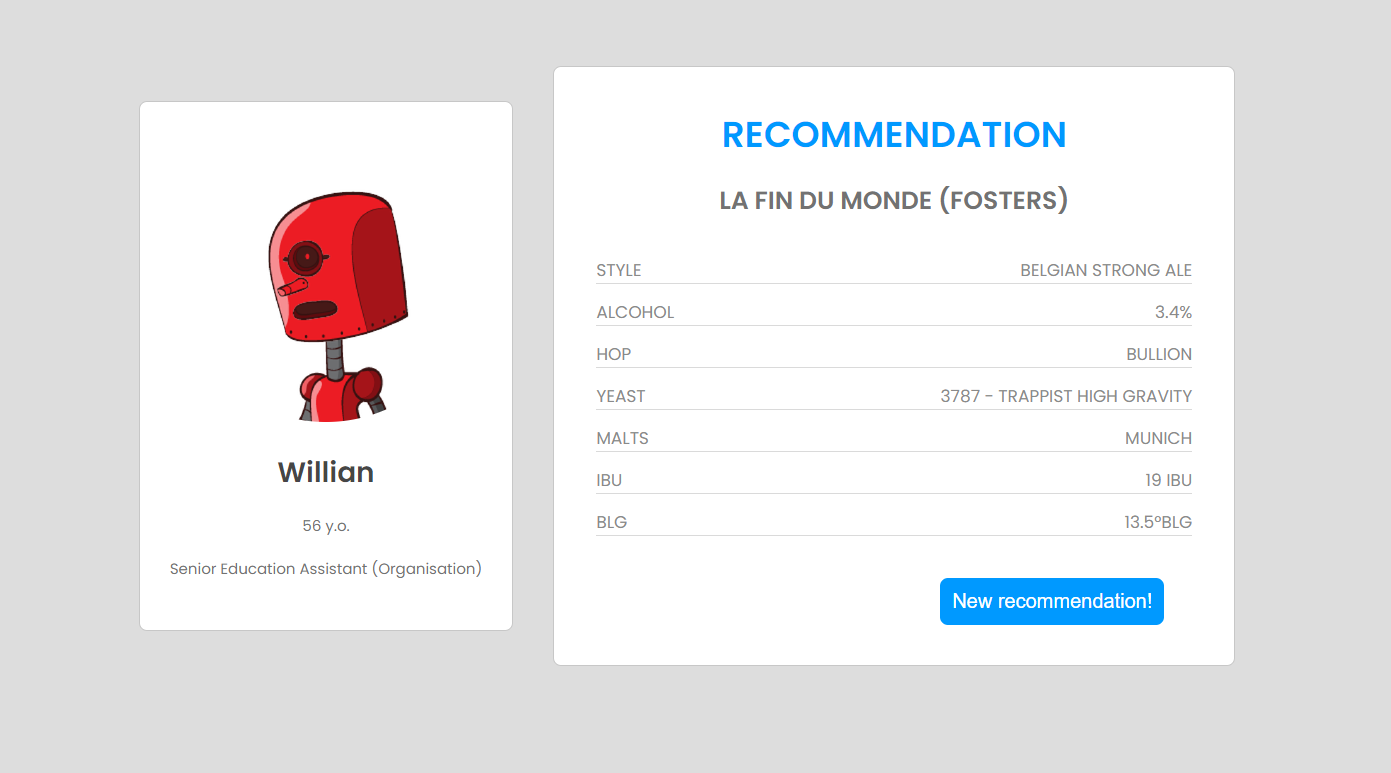 Willian
56 y.o.
Senior Education Assistant (Organisation)
RECOMMENDATION
LA FIN DU MONDE (FOSTERS)
STYLE BELGIAN STRONG ALE
ALCOHOL 3.4%
HOP BULLION
YEAST 3787 - TRAPPIST HIGH GRAVITY
MALTS MUNICH
IBU 19 IBU
BLG 13.5°BLG
New recommendation!